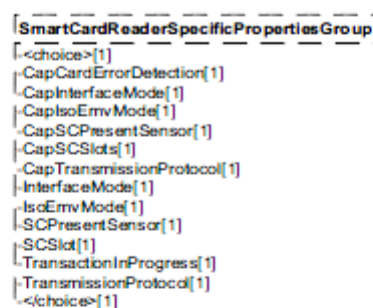 SmartCardReaderSpecificPropertiesGroup
<choice>[1]
CapCardErrorDetection[1]
CapInterfaceMode[1]
CapIsoEmvMode[1]
CapSCPresentSensor[1]
CapSCSlots[1]
CapTransmissionProtocol[1]
InterfaceMode[1]
IsoEmvMode[1]
SCPresentSensor[1]
SCSlot[1]
TransactionInProgress[1]
TransmissionProtocol[1]
</choice>[1]